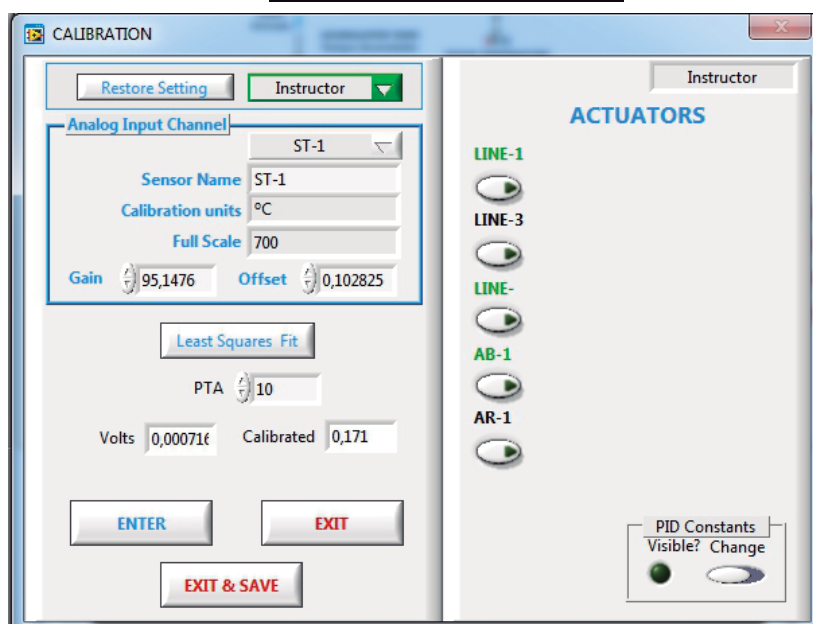 CALIBRATION
Restore Setting
Instructor
Analog Input Channel
ST-1
Sensor Name ST-1
Calibration units ºC
Full Scale 700
Gain 95,1476 Offset 0,102825
Least Squares Fit
PTA 10
Volts 0,000716 Calibrated 0,171
ENTER EXIT
EXIT & SAVE
Instructor
ACTUATORS
LINE-1
LINE-3
LINE-
AB-1
AR-1
PID Constants
Visible? Change